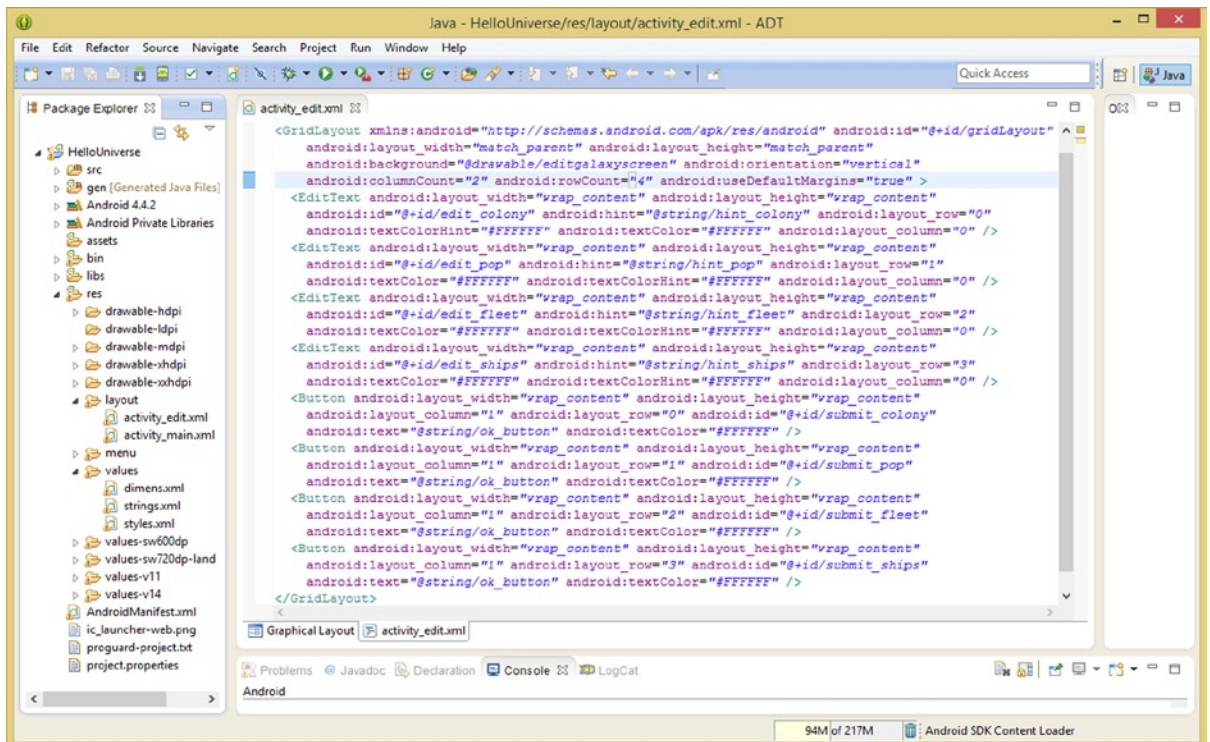 Java - HelloUniverse/res/layout/activity_edit.xml - ADT
File Edit Refactor Source Navigate Search Project Run Window Help
Quick Access
Java
Package Explorer
HelloUniverse
src
gen [Generated Java Files]
Android 4.4.2
Android Private Libraries
assets
bin
libs
res
drawable-hdpi
drawable-ldpi
drawable-mdpi
drawable-xhdpi
drawable-xxhdpi
layout
activity_edit.xml
activity_main.xml
menu
values
dimens.xml
strings.xml
styles.xml
values-sw600dp
values-sw720dp-land
values-v11
values-v14
AndroidManifest.xml
ic_launcher-web.png
proguard-project.txt
project.properties
activity_edit.xml
<GridLayout xmlns:android="http://schemas.android.com/apk/res/android" android:id="@+id/gridLayout"
android:layout_width="match_parent" android:layout_height="match_parent"
android:background="@drawable/editgalaxyscreen" android:orientation="vertical"
android:columnCount="2" android:rowCount="4" android:useDefaultMargins="true" >
<EditText android:layout_width="wrap_content" android:layout_height="wrap_content"
android:id="@+id/edit_colony" android:hint="@string/hint_colony" android:layout_row="0"
android:textColorHint="#FFFFFF" android:textColor="#FFFFFF" android:layout_column="0" />
<EditText android:layout_width="wrap_content" android:layout_height="wrap_content"
android:id="@+id/edit_pop" android:hint="@string/hint_pop" android:layout_row="1"
android:textColor="#FFFFFF" android:textColorHint="#FFFFFF" android:layout_column="0" />
<EditText android:layout_width="wrap_content" android:layout_height="wrap_content"
android:id="@+id/edit_fleet" android:hint="@string/hint_fleet" android:layout_row="2"
android:textColor="#FFFFFF" android:textColorHint="#FFFFFF" android:layout_column="0" />
<EditText android:layout_width="wrap_content" android:layout_height="wrap_content"
android:id="@+id/edit_ships" android:hint="@string/hint_ships" android:layout_row="3"
android:textColor="#FFFFFF" android:textColorHint="#FFFFFF" android:layout_column="0" />
<Button android:layout_width="wrap_content" android:layout_height="wrap_content"
android:layout_column="1" android:layout_row="0" android:id="@+id/submit_colony"
android:text="@string/ok_button" android:textColor="#FFFFFF" />
<Button android:layout_width="wrap_content" android:layout_height="wrap_content"
android:layout_column="1" android:layout_row="1" android:id="@+id/submit_pop"
android:text="@string/ok_button" android:textColor="#FFFFFF" />
<Button android:layout_width="wrap_content" android:layout_height="wrap_content"
android:layout_column="1" android:layout_row="2" android:id="@+id/submit_fleet"
android:text="@string/ok_button" android:textColor="#FFFFFF" />
<Button android:layout_width="wrap_content" android:layout_height="wrap_content"
android:layout_column="1" android:layout_row="3" android:id="@+id/submit_ships"
android:text="@string/ok_button" android:textColor="#FFFFFF" />
</GridLayout>
Graphical Layout activity_edit.xml
Problems @ Javadoc Declaration Console LogCat
Android
94M of 217M Android SDK Content Loader